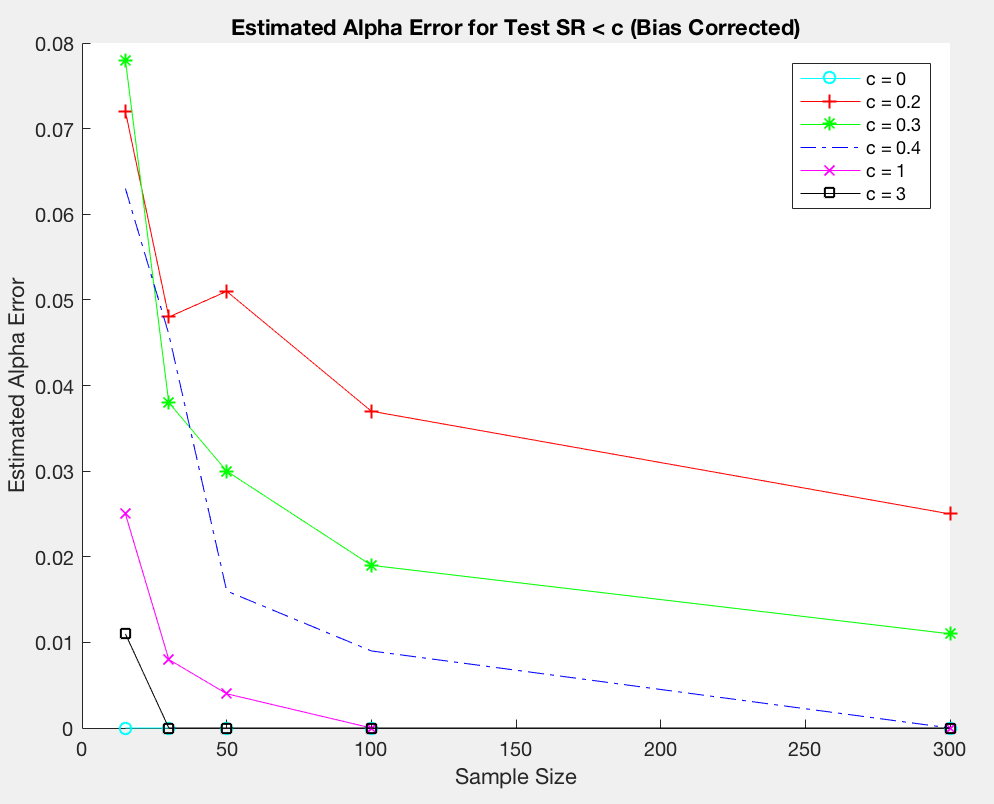 Estimated Alpha Error for Test SR < c (Bias Corrected)
c = 0
c = 0.2
c = 0.3
c = 0.4
c = 1
c = 3
0.08
0.07
0.06
0.05
0.04
0.03
0.02
0.01
0
Estimated Alpha Error
0 50 100 150 200 250 300
Sample Size